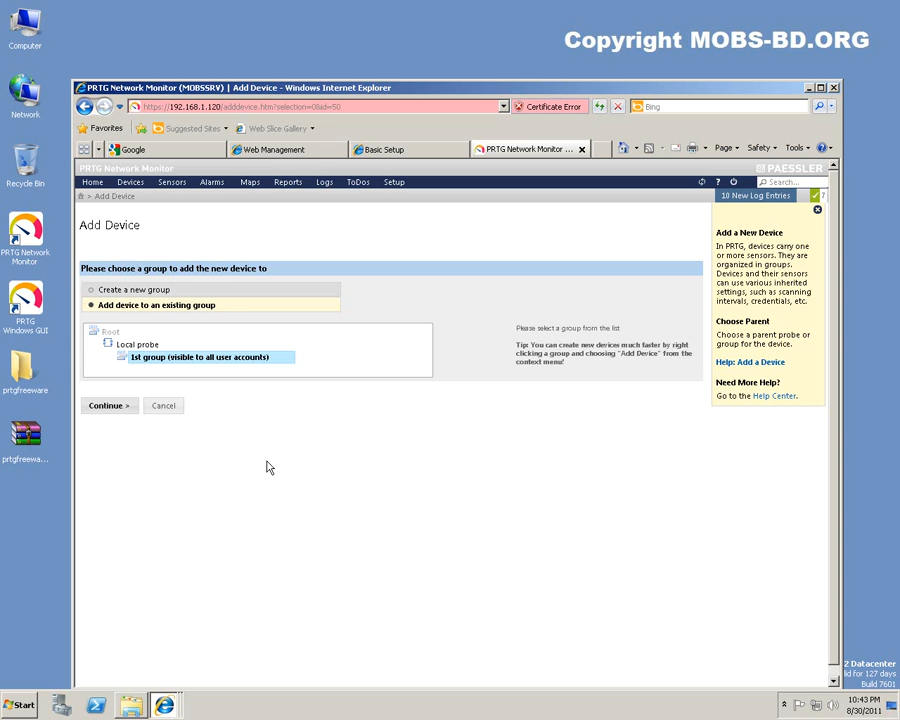 Copyright MOBS-BD.ORG
Computer
Network
Recycle Bin
PRTG Network
Monitor
PRTG
Windows GUI
prtgfreeware
prtgfreewa...
PRTG Network Monitor (MOBSSRV) | Add Device - Windows Internet Explorer
https://192.168.1.120/adddevice.htm?selection=0&id=50
Certificate Error
Bing
Favorites
Suggested Sites
Web Slice Gallery
Google
Web Management
Basic Setup
PRTG Network Monitor ...
Page
Safety
Tools
PRTG Network Monitor
PAESSLER
Home Devices Sensors Alarms Maps Reports Logs ToDos Setup
Search...
> Add Device
10 New Log Entries
7
Add Device
Please choose a group to add the new device to
Create a new group
Add device to an existing group
Root
Local probe
1st group (visible to all user accounts)
Please select a group from the list
Tip: You can create new devices much faster by right
clicking a group and choosing "Add Device" from the
context menu!
Continue >
Cancel
Add a New Device
In PRTG, devices carry one
or more sensors. They are
organized in groups.
Devices and their sensors
can use various inherited
settings, such as scanning
intervals, credentials, etc.
Choose Parent
Choose a parent probe or
group for the device.
Help: Add a Device
Need More Help?
Go to the Help Center.
2 Datacenter
lid for 127 days
Build 7601
Start
10:43 PM
8/30/2011